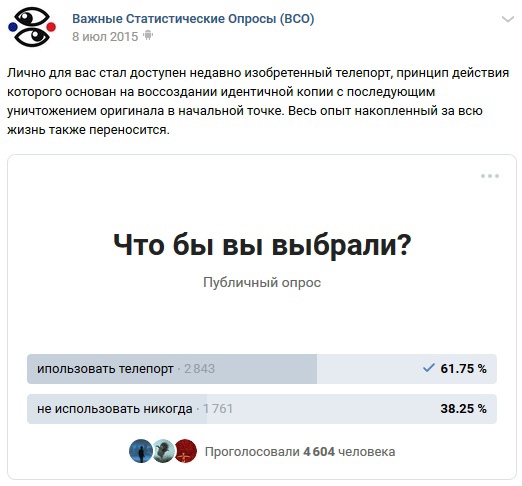 Важные Статистические Опросы (ВСО)
8 июл 2015
Лично для вас стал доступен недавно изобретенный телепорт, принцип действия
которого основан на воссоздании идентичной копии с последующим
уничтожением оригинала в начальной точке. Весь опыт накопленный за всю
жизнь также переносится.
Что бы вы выбрали?
Публичный опрос
ипользовать телепорт · 2 843 61.75 %
не использовать никогда · 1 761 38.25 %
Проголосовали 4 604 человека